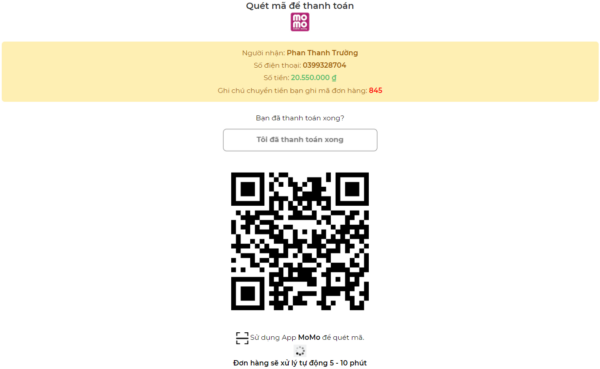 Quét mã để thanh toán
mo
mo
Người nhận: Phan Thanh Trường
Số điện thoại: 0399328704
Số tiền: 20.550.000 ₫
Ghi chú chuyển tiền bạn ghi mã đơn hàng: 845
Bạn đã thanh toán xong?
Tôi đã thanh toán xong
Sử dụng App MoMo để quét mã.
Đơn hàng sẽ xử lý tự động 5 - 10 phút